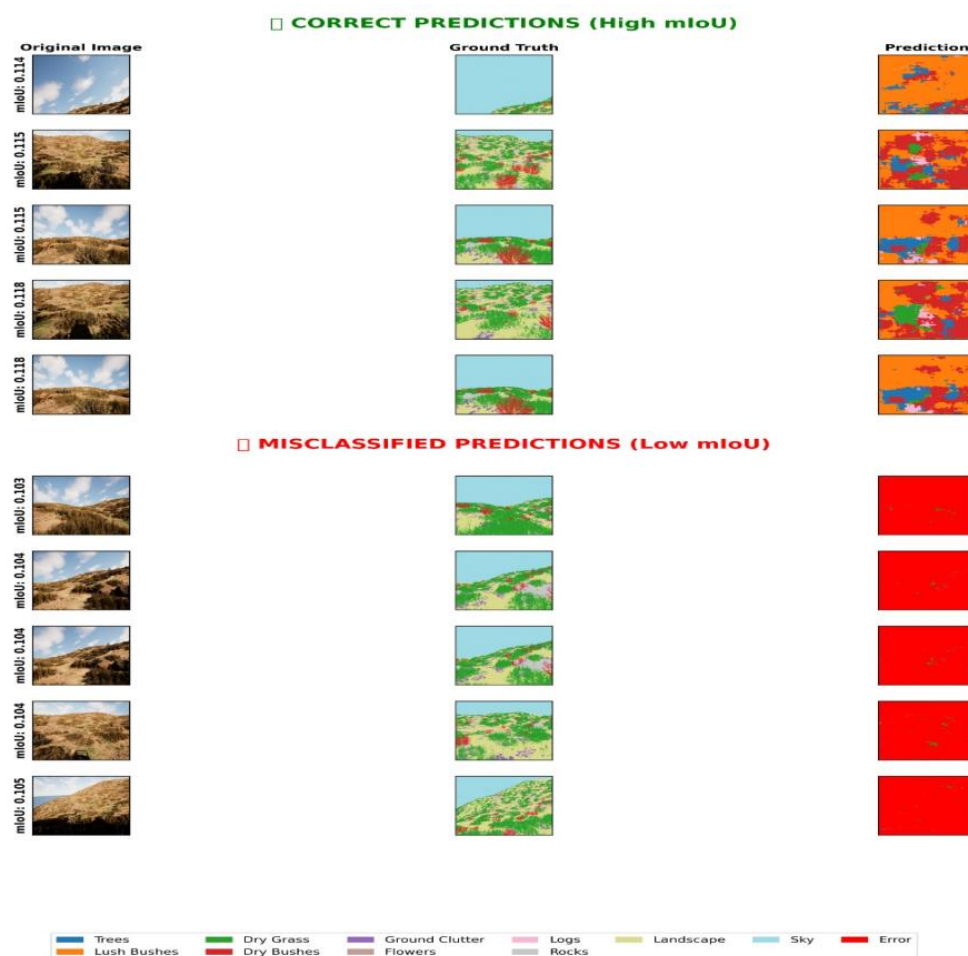 ▯ CORRECT PREDICTIONS (High mIoU)
Original Image Ground Truth Prediction
mIoU: 0.114
mIoU: 0.115
mIoU: 0.115
mIoU: 0.118
mIoU: 0.118
▯ MISCLASSIFIED PREDICTIONS (Low mIoU)
mIoU: 0.103
mIoU: 0.104
mIoU: 0.104
mIoU: 0.104
mIoU: 0.105
Trees Dry Grass Ground Clutter Logs Landscape Sky Error
Lush Bushes Dry Bushes Flowers Rocks